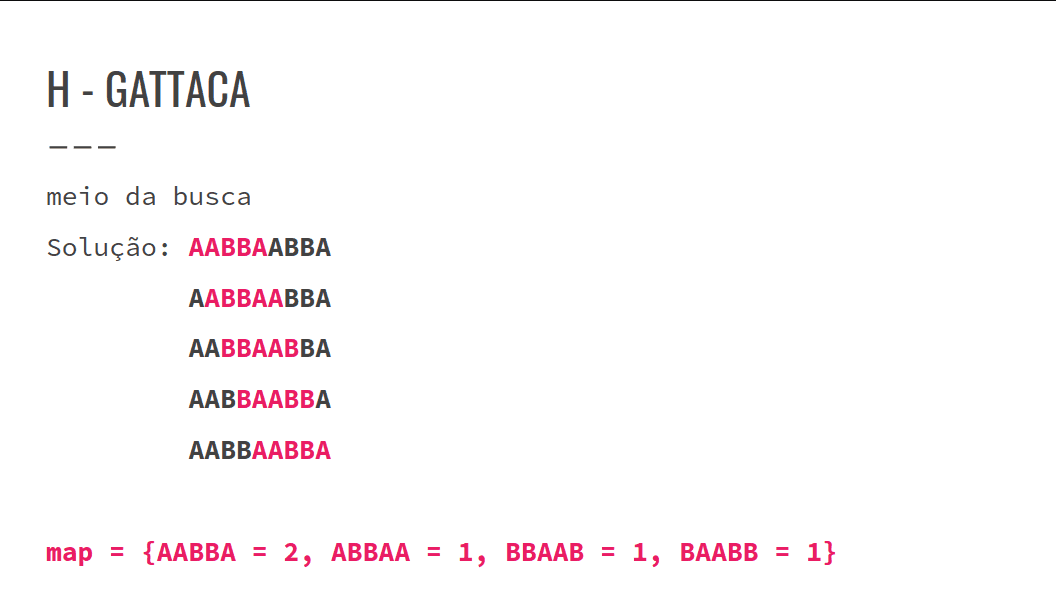 H - GATTACA
———
meio da busca
Solução: AABBAABBA
AABBAABBA
AABBAABBA
AABBAABBA
AABBAABBA
map = {AABBA = 2, ABBAA = 1, BBAAB = 1, BAABB = 1}